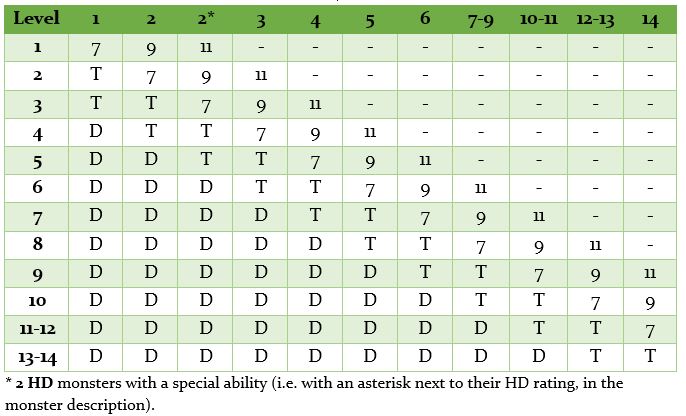 Level 1 2 2* 3 4 5 6 7-9 10-11 12-13 14
1 7 9 11 - - - - - - - -
2 T 7 9 11 - - - - - - -
3 T T 7 9 11 - - - - - -
4 D T T 7 9 11 - - - - -
5 D D T T 7 9 11 - - - -
6 D D D T T 7 9 11 - - -
7 D D D D T T 7 9 11 - -
8 D D D D D T T 7 9 11 -
9 D D D D D D T T 7 9 11
10 D D D D D D D T T 7 9
11-12 D D D D D D D D T T 7
13-14 D D D D D D D D D T T
* 2 HD monsters with a special ability (i.e. with an asterisk next to their HD rating, in the
monster description).